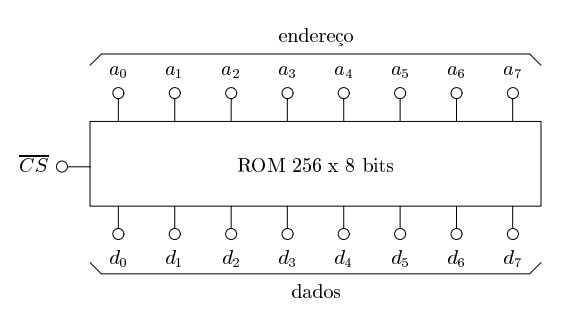 endereço
a₀ a₁ a₂ a₃ a₄ a₅ a₆ a₇
C̅S̅ ROM 256 x 8 bits
d₀ d₁ d₂ d₃ d₄ d₅ d₆ d₇
dados